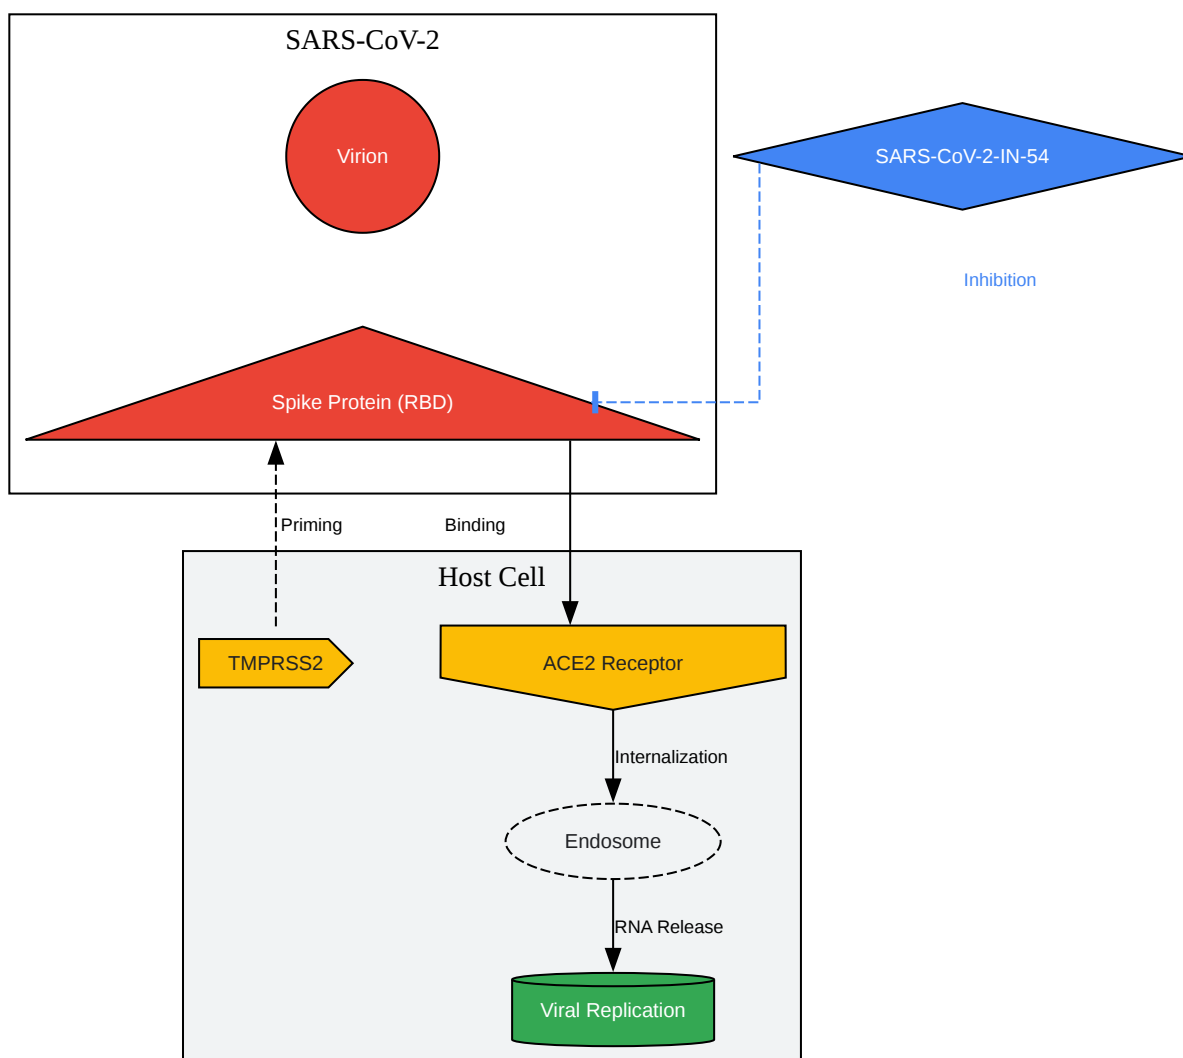 SARS-CoV-2
Virion
SARS-CoV-2-IN-54
Inhibition
Spike Protein (RBD)
Priming
Binding
Host Cell
TMPRSS2
ACE2 Receptor
Internalization
Endosome
RNA Release
Viral Replication